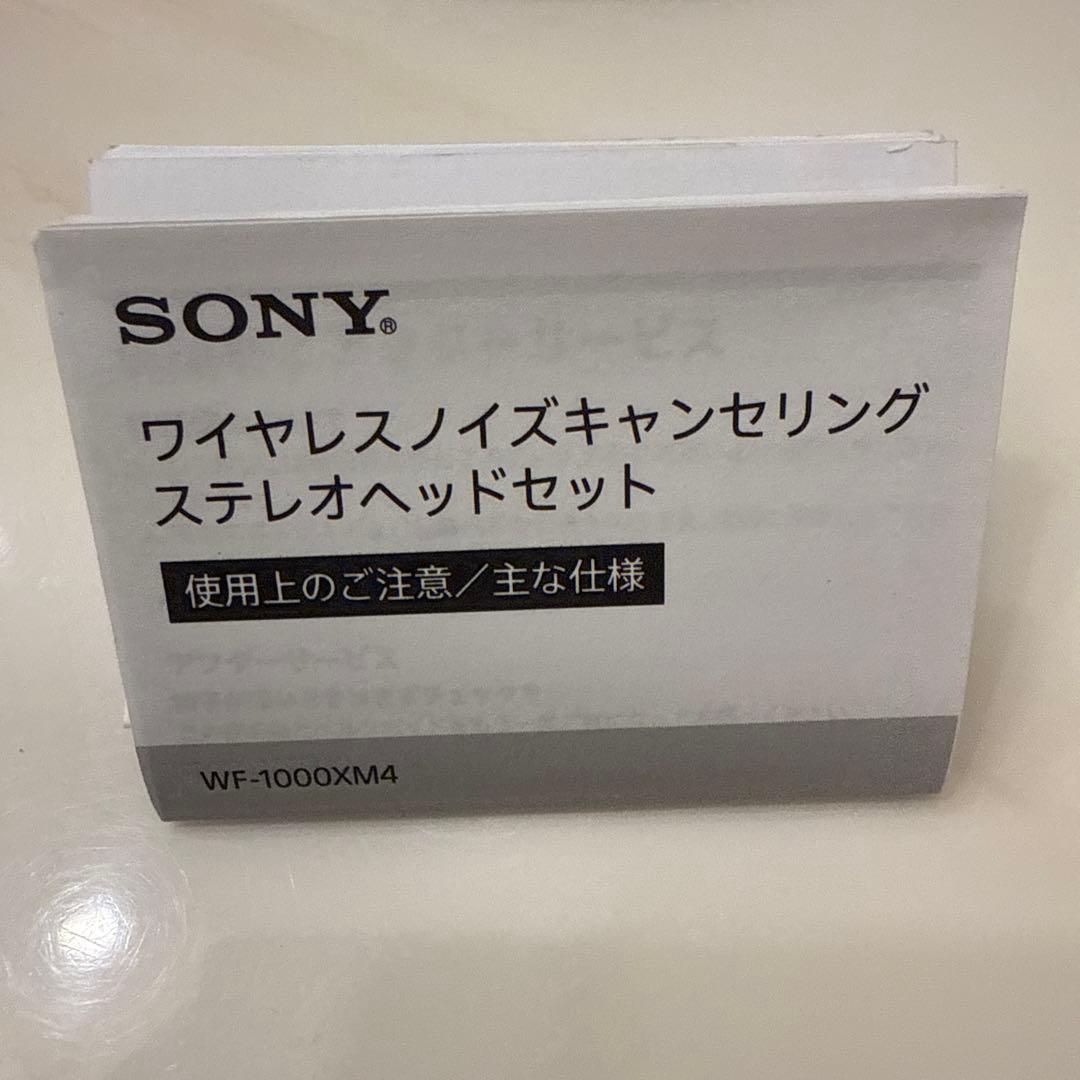 SONY®
ワイヤレスノイズキャンセリング
ステレオヘッドセット
使用上のご注意／主な仕様
WF-1000XM4